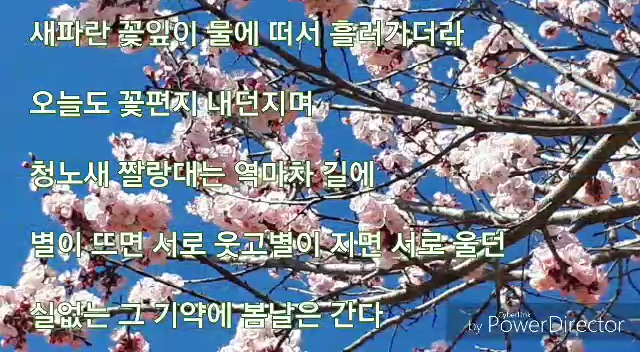 새파란 꽃잎이 물에 떠서 흘러가더라
오늘도 꽃편지 내던지며
청노새 짤랑대는 역마차 길에
별이 뜨면 서로 웃고별이 지면 서로 울던
실없는 그 기약에 봄날은 간다
CyberLink
by PowerDirector